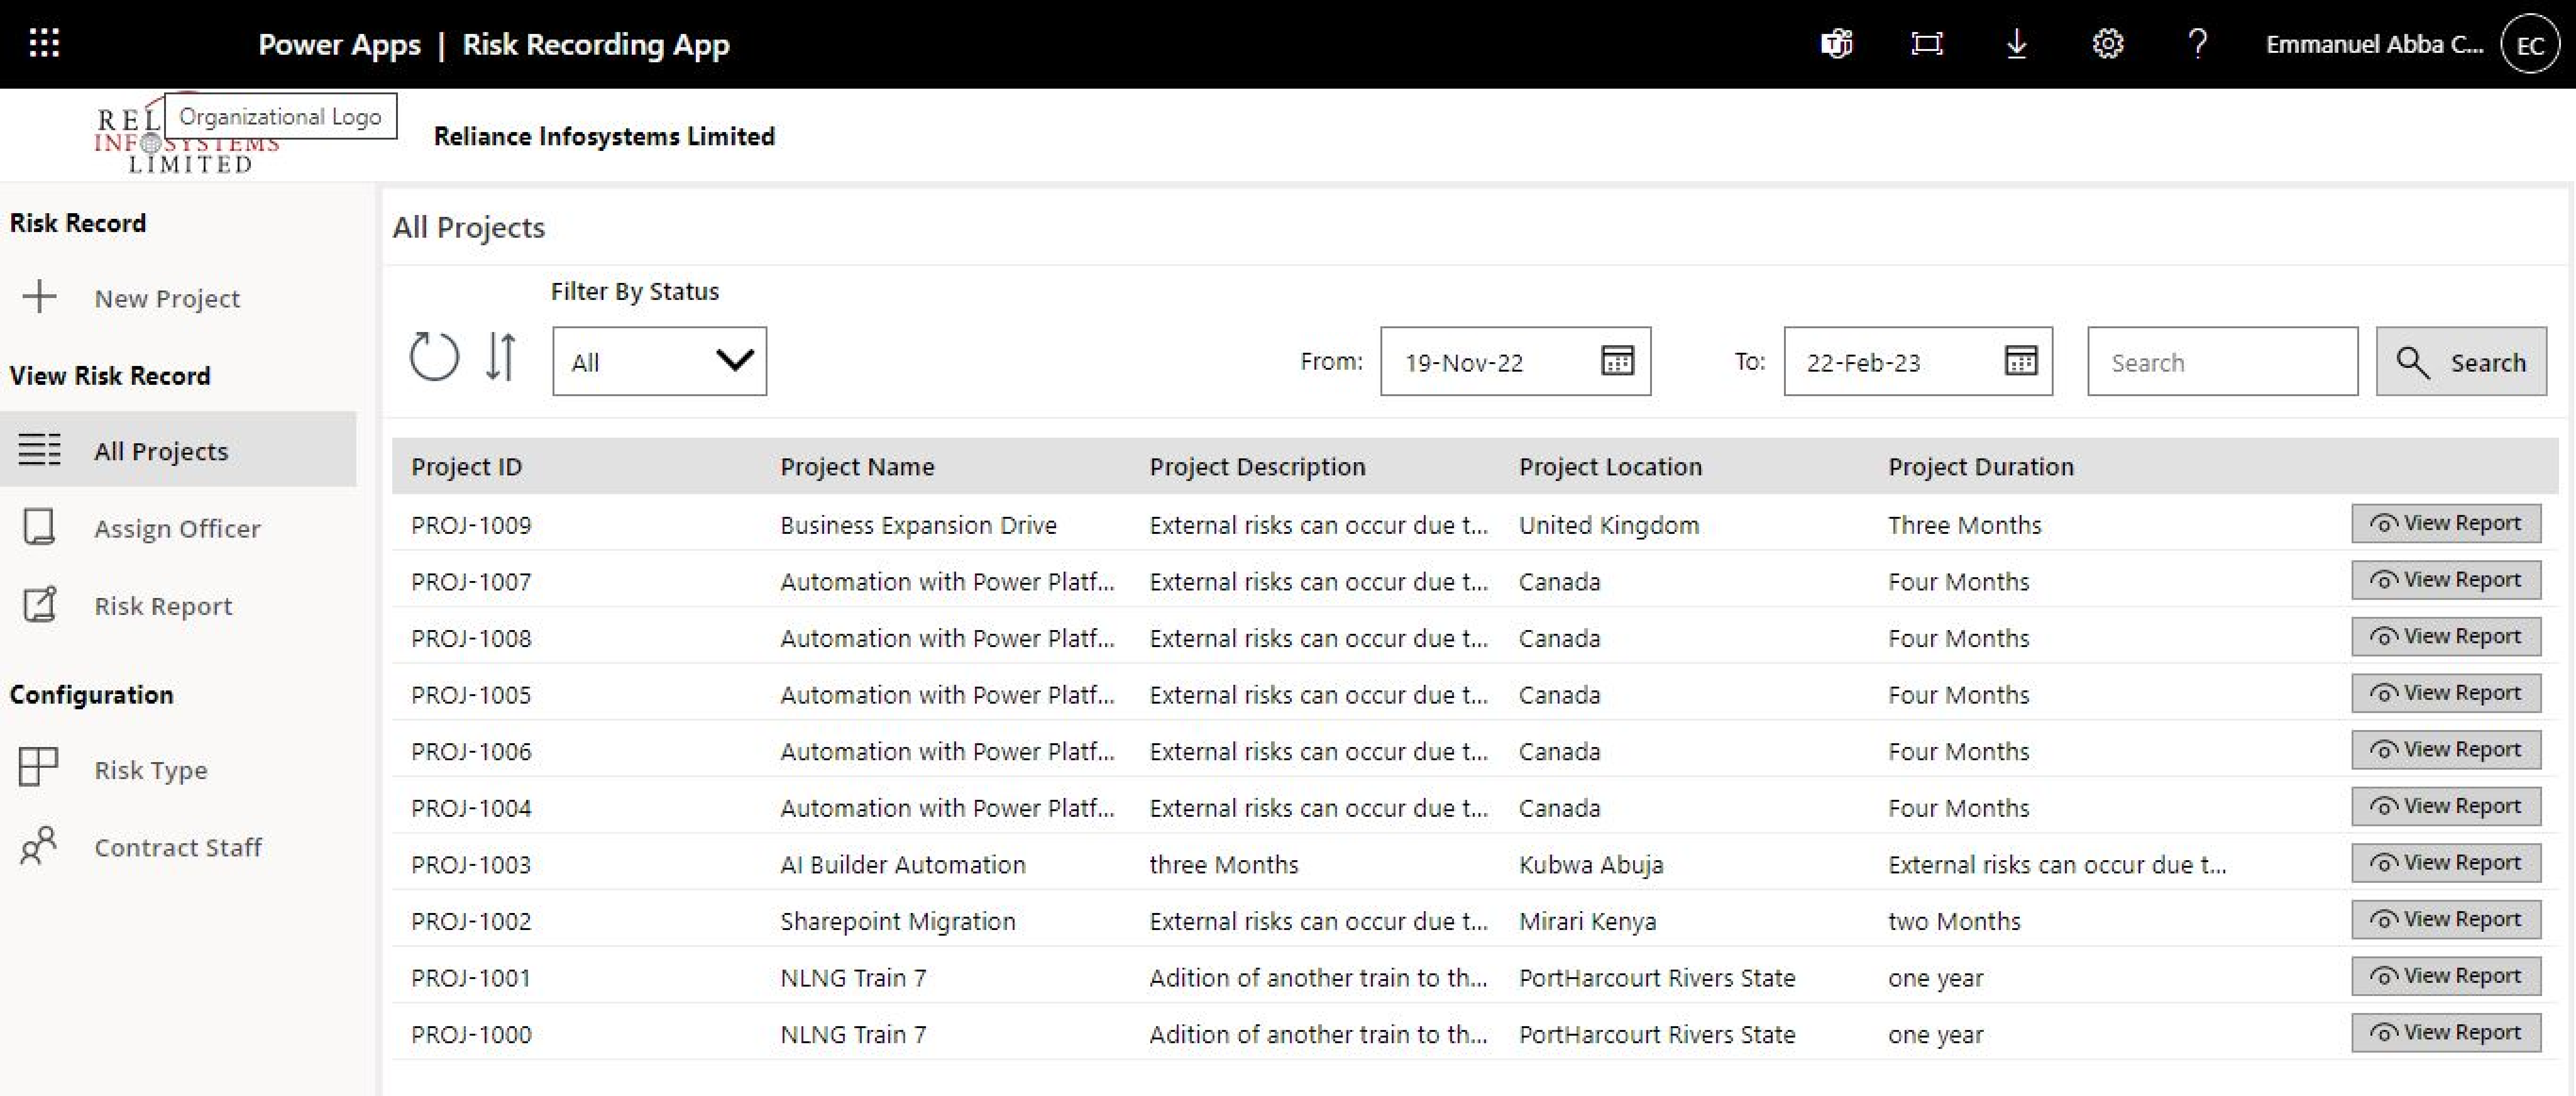 Power Apps | Risk Recording App
Emmanuel Abba C... EC
REL
INFOSYSTEMS
LIMITED
Organizational Logo
Reliance Infosystems Limited
Risk Record
New Project
View Risk Record
All Projects
Assign Officer
Risk Report
Configuration
Risk Type
Contract Staff
All Projects
Filter By Status
All From: 19-Nov-22 To: 22-Feb-23 Search Search
Project ID Project Name Project Description Project Location Project Duration
PROJ-1009 Business Expansion Drive External risks can occur due t... United Kingdom Three Months View Report
PROJ-1007 Automation with Power Platf... External risks can occur due t... Canada Four Months View Report
PROJ-1008 Automation with Power Platf... External risks can occur due t... Canada Four Months View Report
PROJ-1005 Automation with Power Platf... External risks can occur due t... Canada Four Months View Report
PROJ-1006 Automation with Power Platf... External risks can occur due t... Canada Four Months View Report
PROJ-1004 Automation with Power Platf... External risks can occur due t... Canada Four Months View Report
PROJ-1003 AI Builder Automation three Months Kubwa Abuja External risks can occur due t... View Report
PROJ-1002 Sharepoint Migration External risks can occur due t... Mirari Kenya two Months View Report
PROJ-1001 NLNG Train 7 Adition of another train to th... PortHarcourt Rivers State one year View Report
PROJ-1000 NLNG Train 7 Adition of another train to th... PortHarcourt Rivers State one year View Report